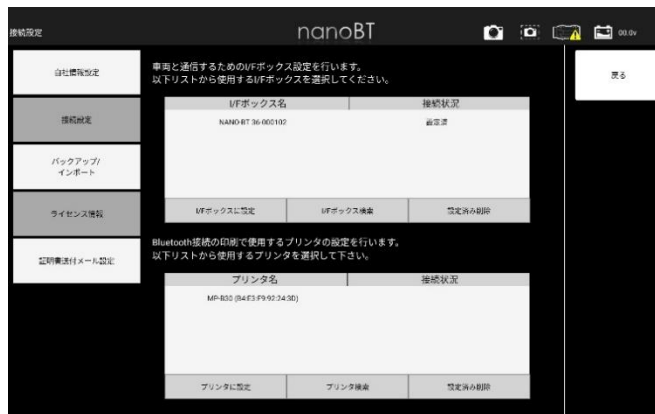 接続設定
nanoBT
00.0v
自社情報設定
接続設定
バックアップ/
インポート
ライセンス情報
証明書送付メール設定
車両と通信するためのI/Fボックス設定を行います。
以下リストから使用するI/Fボックスを選択してください。
I/Fボックス名 接続状況
NANO-BT 36-000102 設定済
I/Fボックスに設定 I/Fボックス検索 設定済み削除
Bluetooth接続の印刷で使用するプリンタの設定を行います。
以下リストから使用するプリンタを選択して下さい。
プリンタ名 接続状況
MP-B30 (B4:E3:F9:92:24:3D)
プリンタに設定 プリンタ検索 設定済み削除
戻る